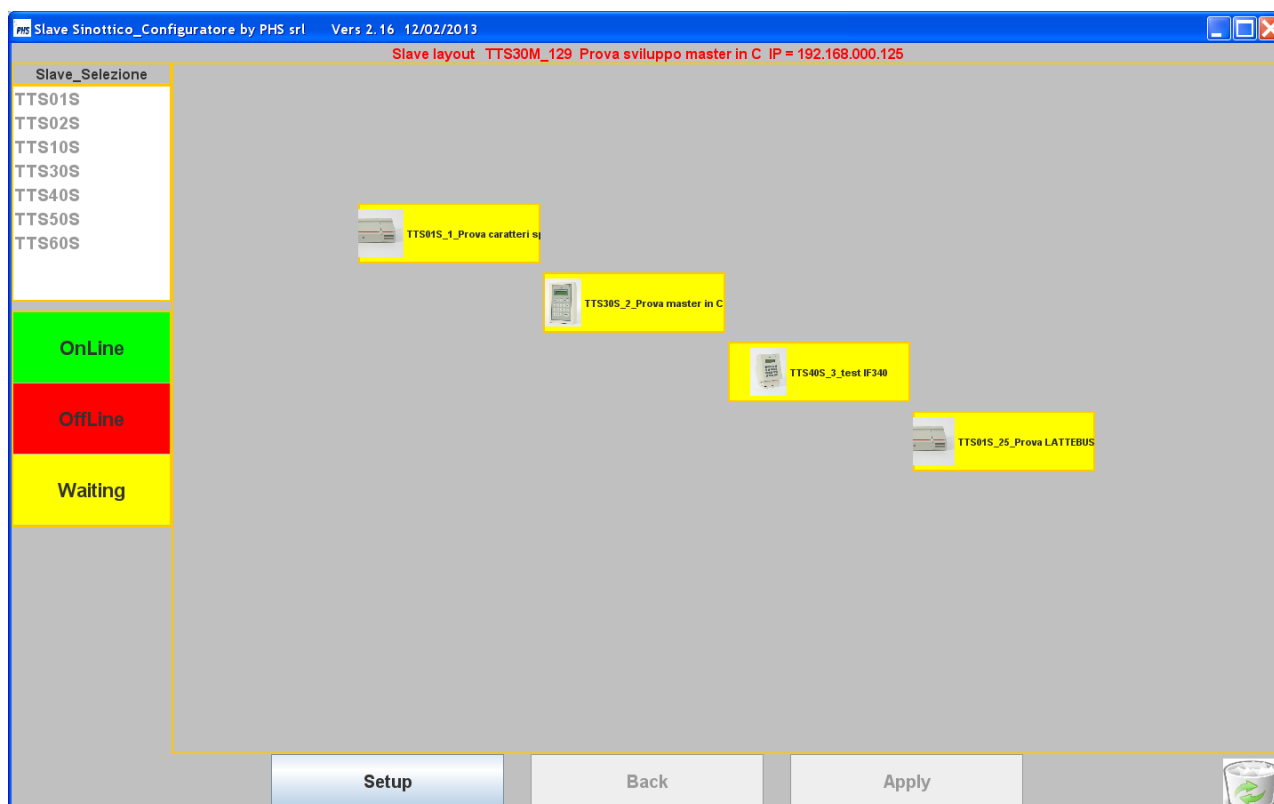 PHS Slave Sinottico_Configuratore by PHS srl Vers 2.16 12/02/2013
Slave layout TTS30M_129 Prova sviluppo master in C IP = 192.168.000.125
Slave_Selezione
TTS01S
TTS02S
TTS10S
TTS30S
TTS40S
TTS50S
TTS60S
OnLine
OffLine
Waiting
TTS01S_1_Prova caratteri sp
TTS30S_2_Prova master in C
TTS40S_3_test IF340
TTS01S_25_Prova LATTEBUS
Setup
Back
Apply